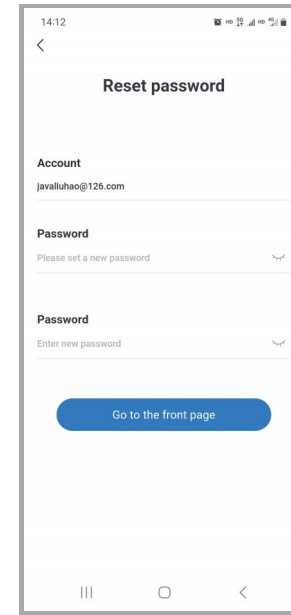 14:12
Reset password
Account
javaliuhao@126.com
Password
Please set a new password
Password
Enter new password
Go to the front page